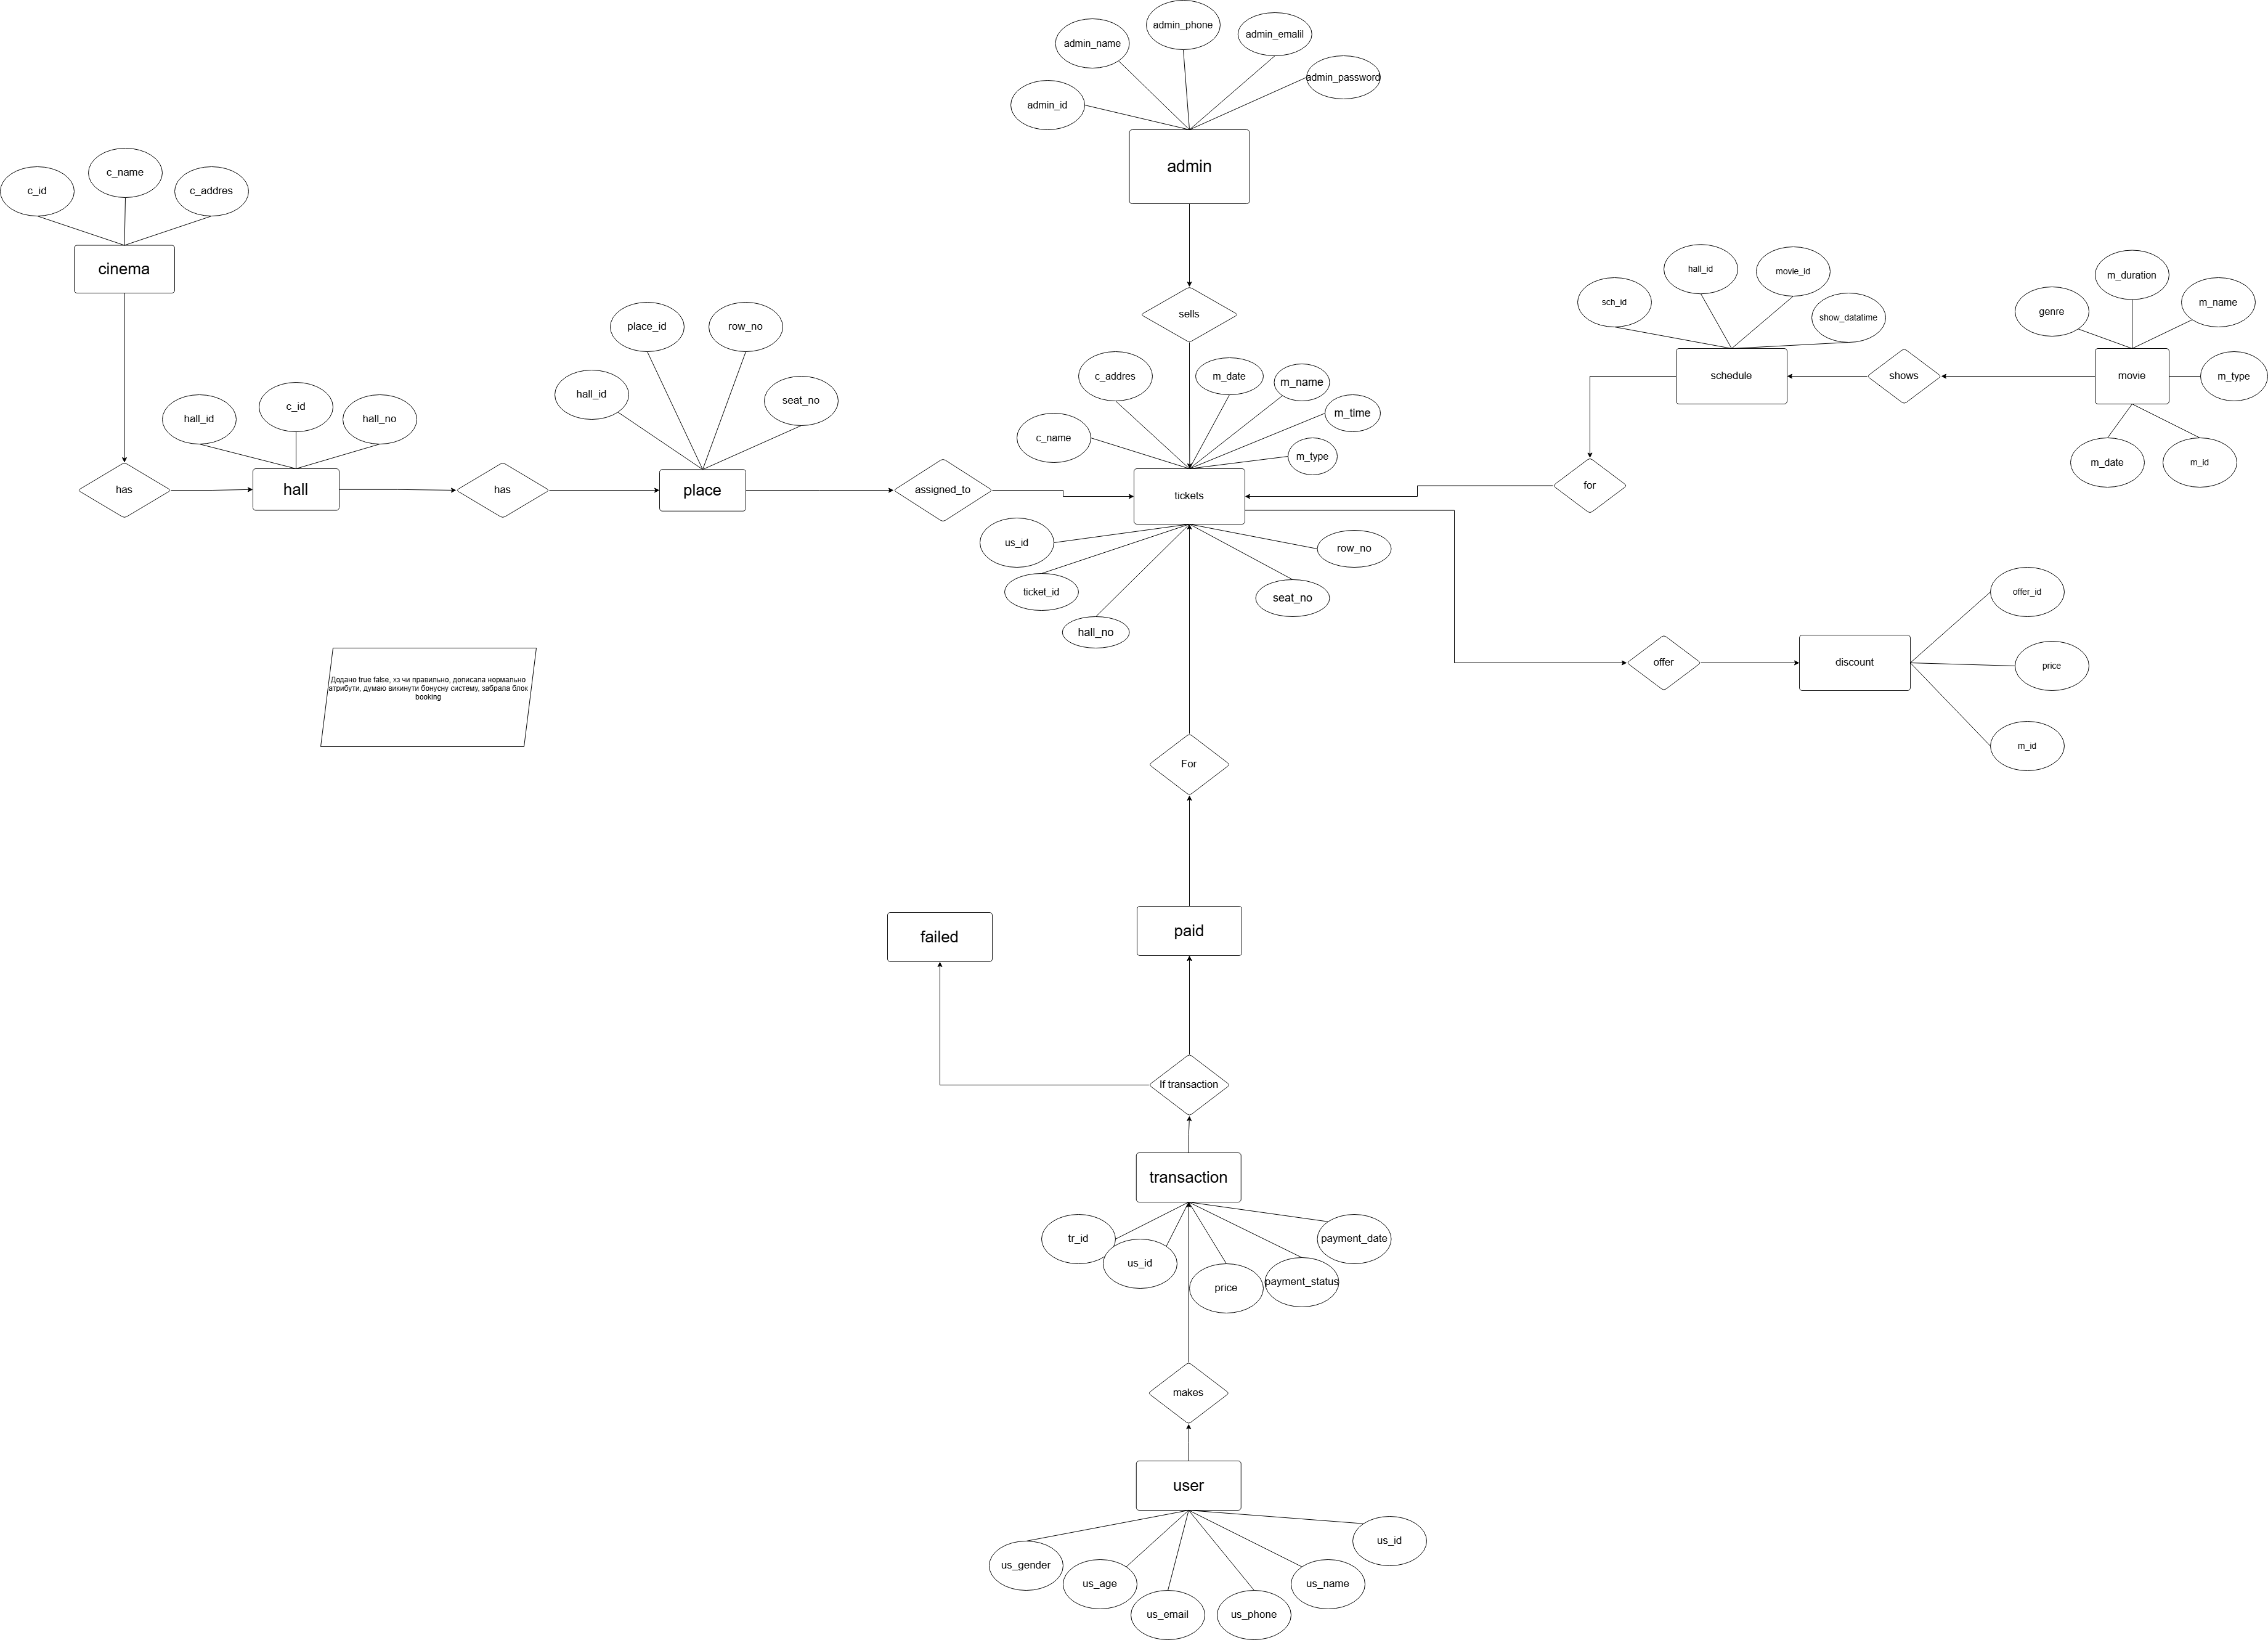 admin_phone
admin_emalil
admin_name
admin_password
admin_id
admin
c_name
c_id
c_addres
cinema
sells
hall_id
movie_id
sch_id
show_datatime
m_duration
m_name
genre
schedule
shows
movie
m_type
m_date
m_id
place_id
row_no
hall_id
seat_no
c_addres
m_date
m_name
m_time
c_name
m_type
hall_id
c_id
hall_no
has
hall
has
place
assigned_to
tickets
for
us_id
row_no
ticket_id
seat_no
hall_no
offer_id
offer
discount
price
m_id
Додано true false, хз чи правильно, дописала нормально
атрибути, думаю викинути бонусну систему, забрала блок
booking
For
failed
paid
If transaction
transaction
tr_id
us_id
price
payment_status
payment_date
makes
user
us_id
us_gender
us_age
us_name
us_email
us_phone